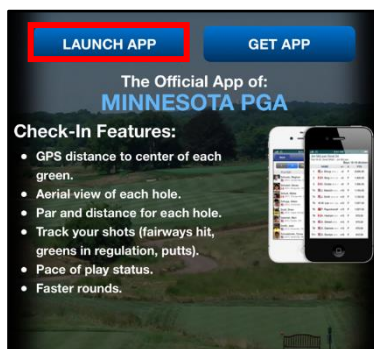 LAUNCH APP GET APP
The Official App of:
MINNESOTA PGA
Check-In Features:
• GPS distance to center of each
green.
• Aerial view of each hole.
• Par and distance for each hole.
• Track your shots (fairways hit,
greens in regulation, putts).
• Pace of play status.
• Faster rounds.